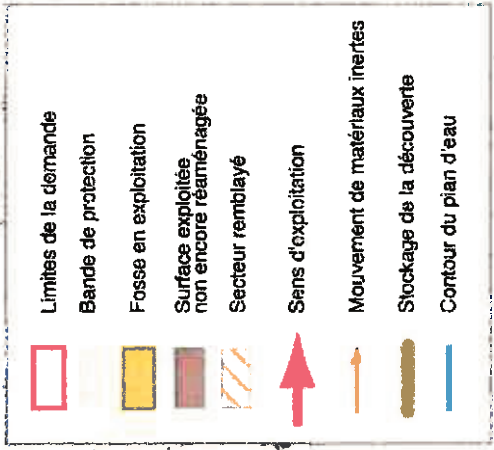 Limites de la demande
Bande de protection
Fosse en exploitation
Surface exploitée
non encore réaménagée
Secteur remblayé
Sens d'exploitation
Mouvement de matériaux inertes
Stockage de la découverte
Contour du plan d'eau